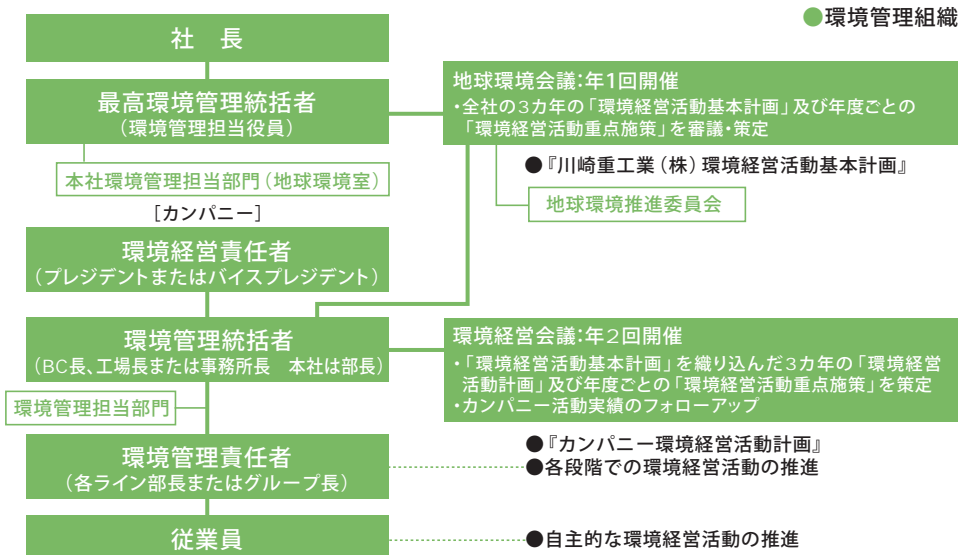 ●環境管理組織
社　長
最高環境管理統括者
（環境管理担当役員）
地球環境会議：年1回開催
・全社の3カ年の「環境経営活動基本計画」及び年度ごとの
「環境経営活動重点施策」を審議・策定
●『川崎重工業（株）環境経営活動基本計画』
本社環境管理担当部門（地球環境室）
地球環境推進委員会
［カンパニー］
環境経営責任者
（プレジデントまたはバイスプレジデント）
環境管理統括者
（BC長、工場長または事務所長　本社は部長）
環境経営会議：年2回開催
・「環境経営活動基本計画」を織り込んだ3カ年の「環境経営
活動計画」及び年度ごとの「環境経営活動重点施策」を策定
・カンパニー活動実績のフォローアップ
環境管理担当部門
環境管理責任者
（各ライン部長またはグループ長）
●『カンパニー環境経営活動計画』
●各段階での環境経営活動の推進
従業員
●自主的な環境経営活動の推進